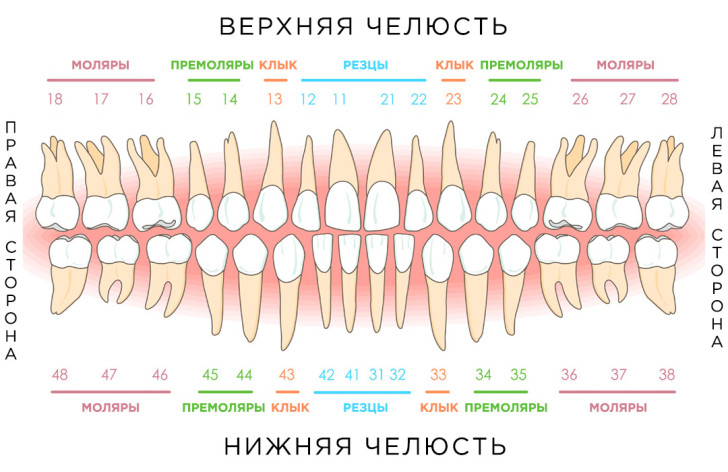 ВЕРХНЯЯ ЧЕЛЮСТЬ
МОЛЯРЫ ПРЕМОЛЯРЫ КЛЫК РЕЗЦЫ КЛЫК ПРЕМОЛЯРЫ МОЛЯРЫ
18 17 16 15 14 13 12 11 21 22 23 24 25 26 27 28
ПРАВАЯ СТОРОНА
ЛЕВАЯ СТОРОНА
48 47 46 45 44 43 42 41 31 32 33 34 35 36 37 38
МОЛЯРЫ ПРЕМОЛЯРЫ КЛЫК РЕЗЦЫ КЛЫК ПРЕМОЛЯРЫ МОЛЯРЫ
НИЖНЯЯ ЧЕЛЮСТЬ